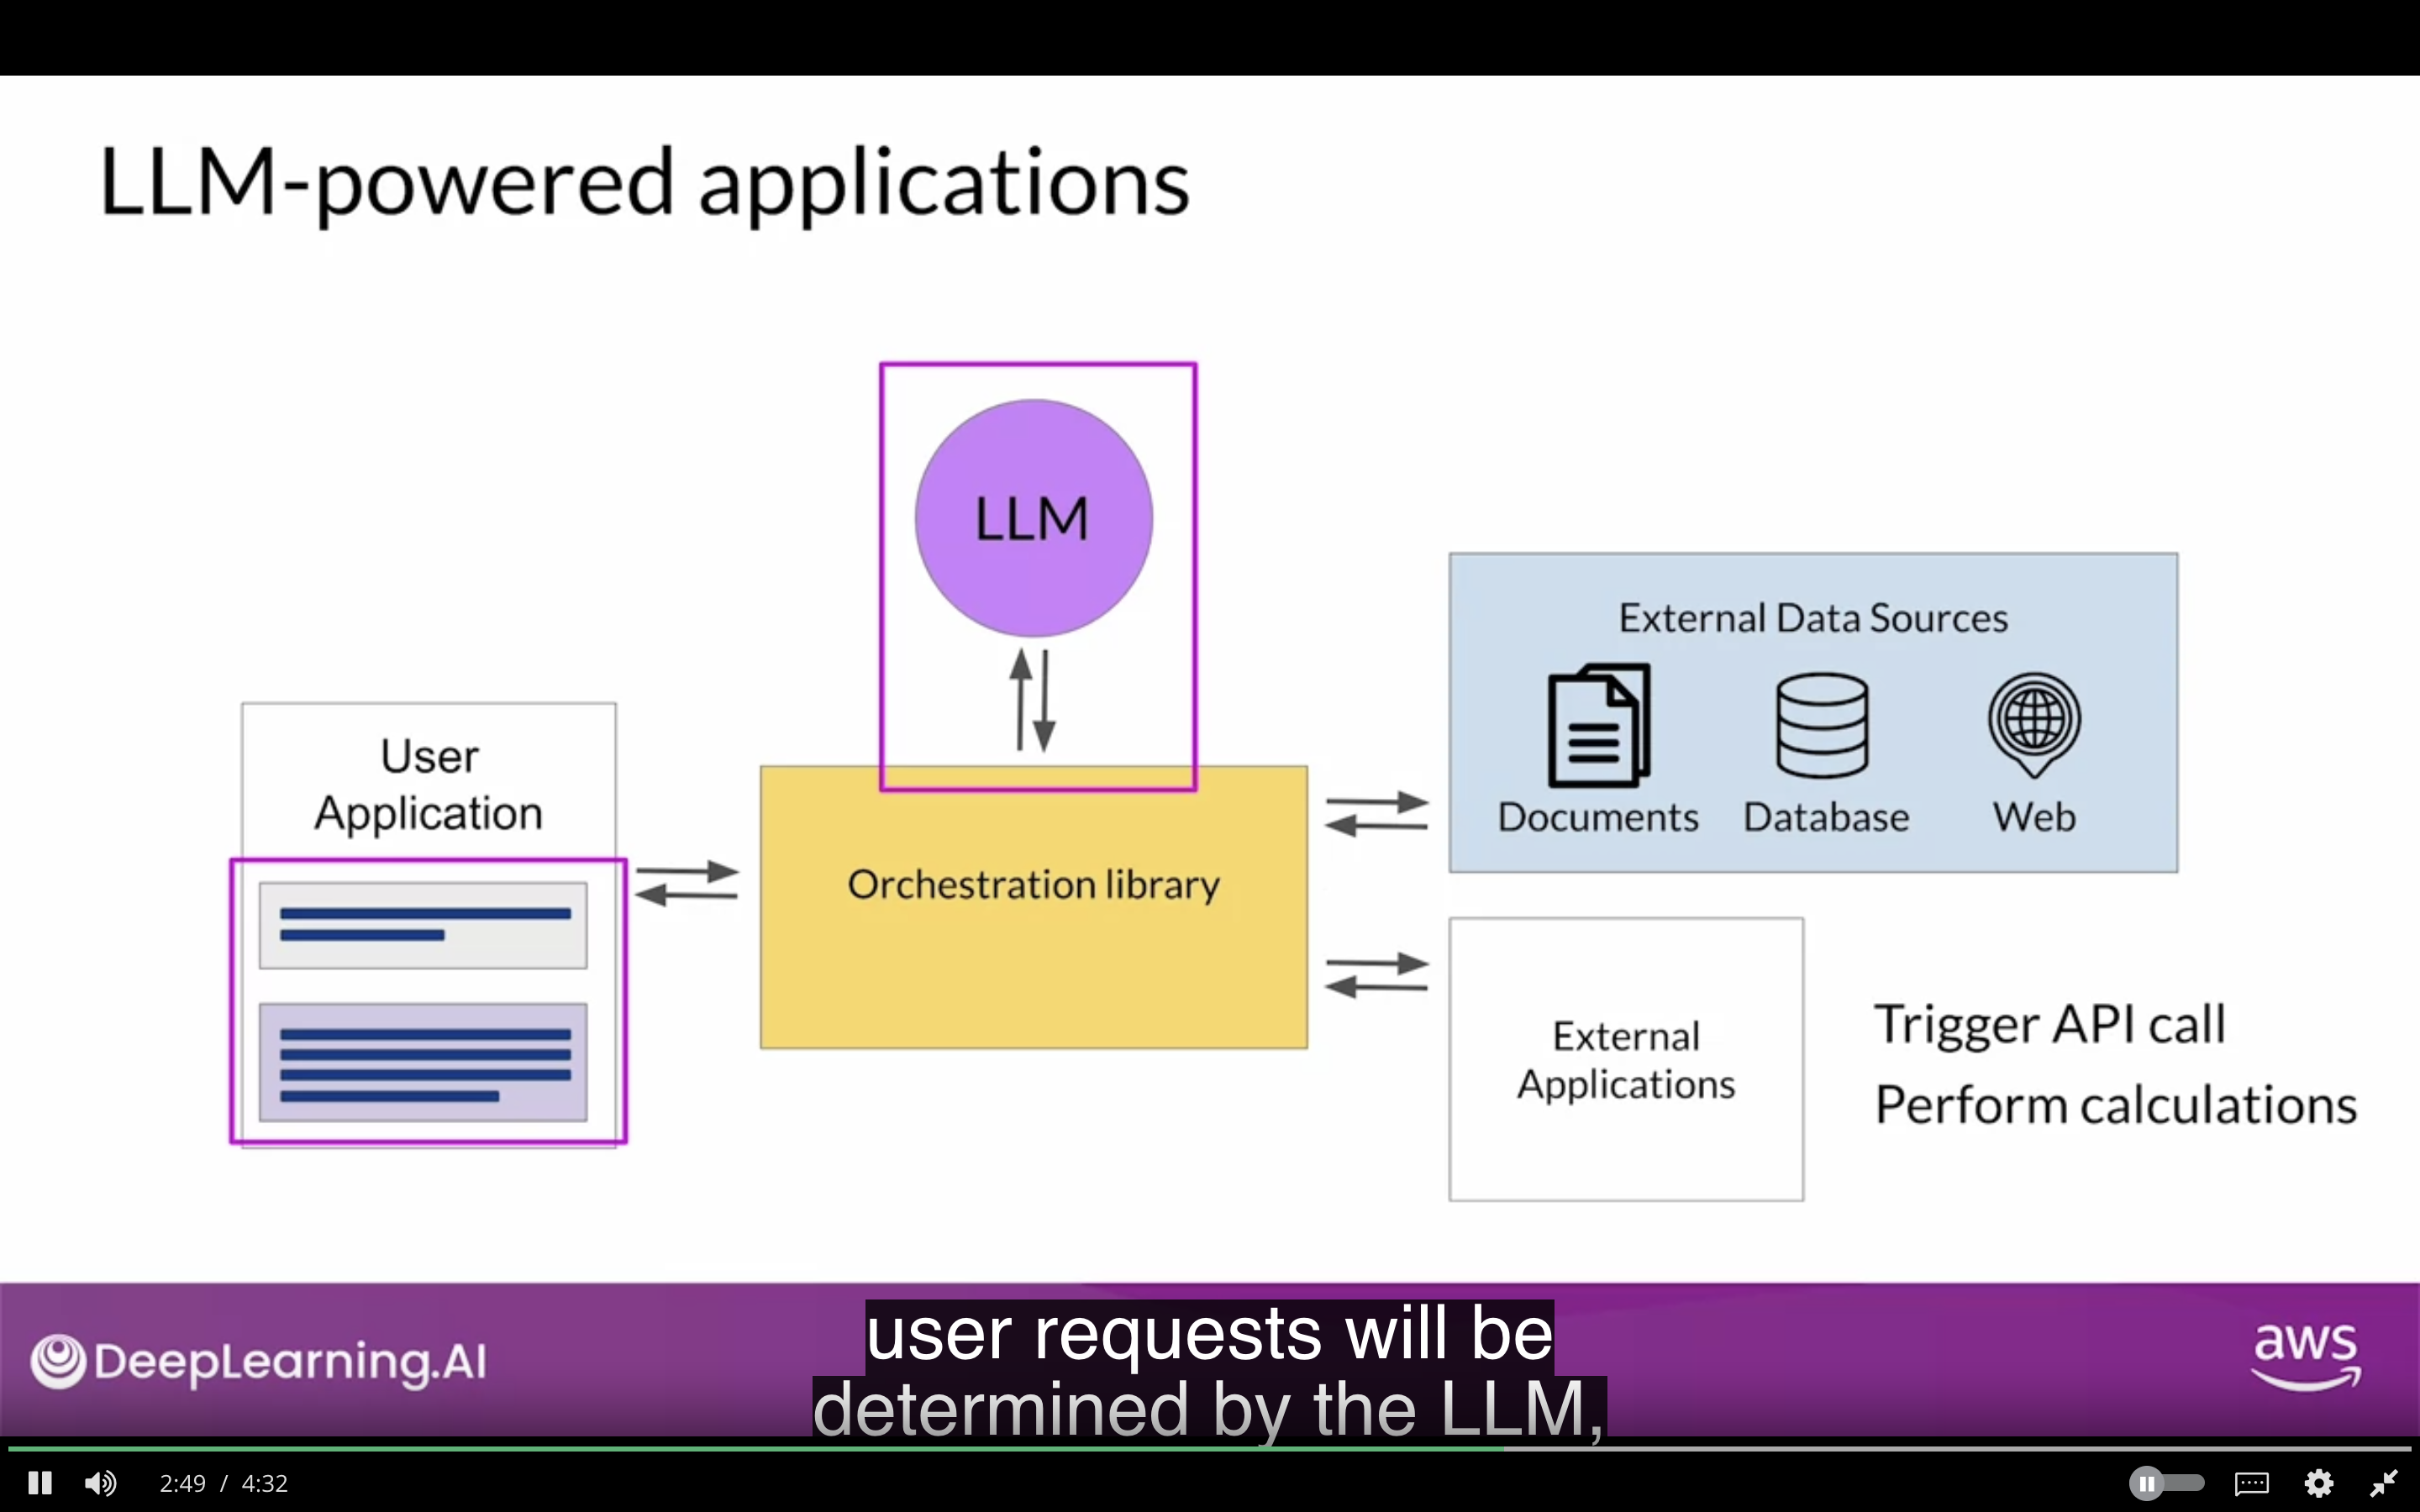 LLM-powered applications
LLM
User
Application
Orchestration library
External Data Sources
Documents
Database
Web
External
Applications
Trigger API call
Perform calculations
DeepLearning.AI
user requests will be
determined by the LLM,
aws
2:49 / 4:32